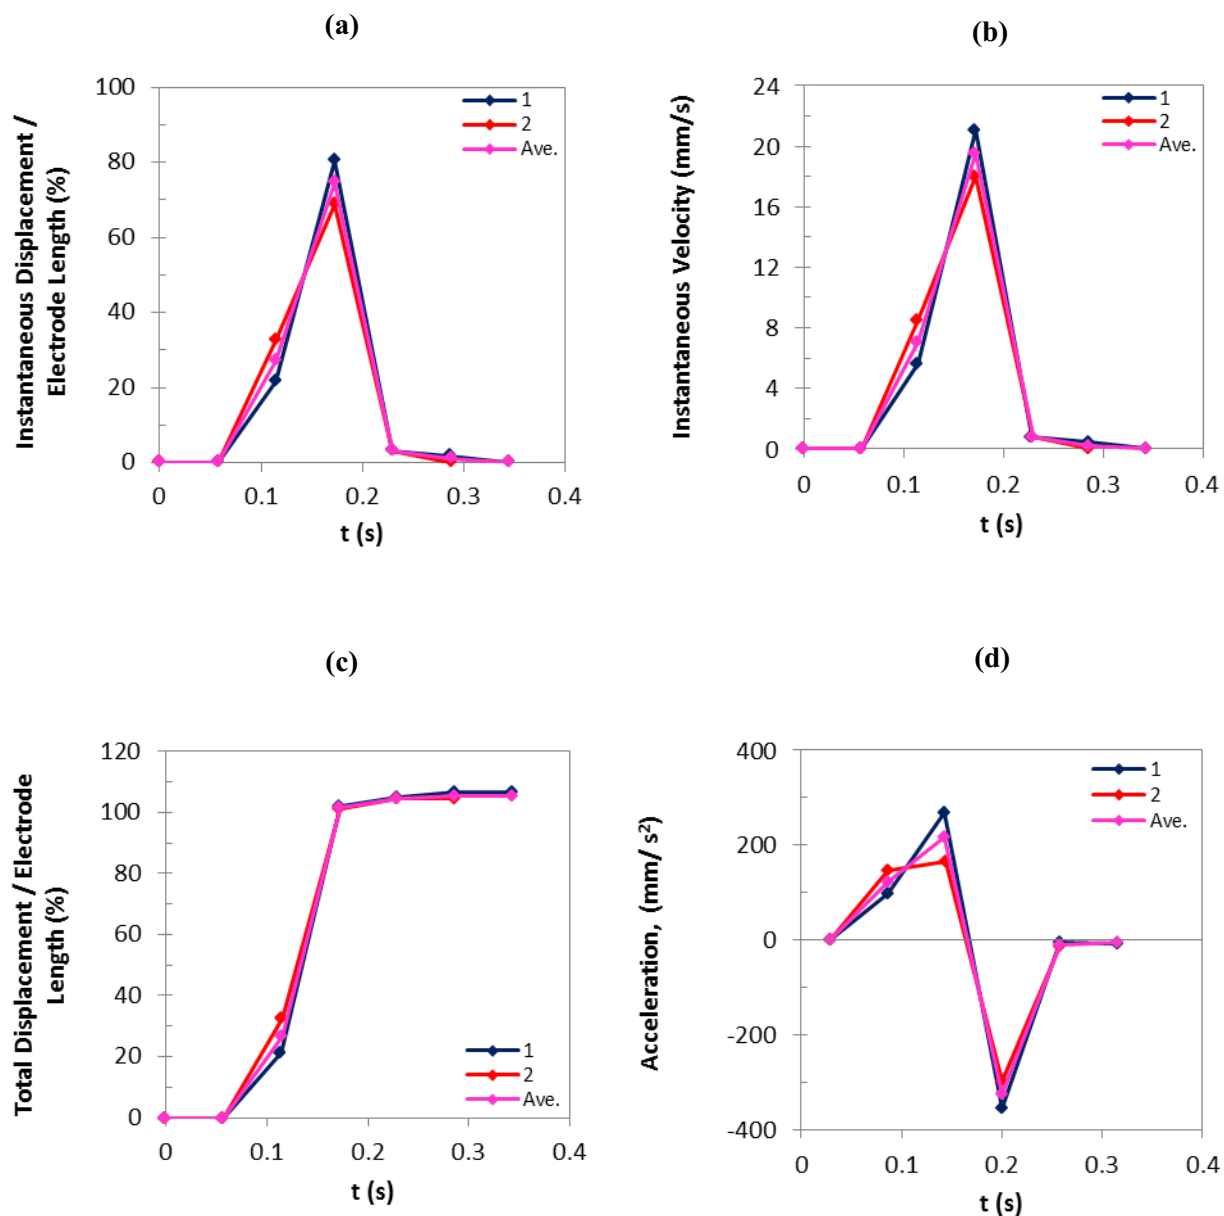 (a)
Instantaneous Displacement /
Electrode Length (%)
100
80
60
40
20
0
0
0.1
0.2
0.3
0.4
t (s)
1
2
Ave.
(b)
Instantaneous Velocity (mm/s)
24
20
16
12
8
4
0
0
0.1
0.2
0.3
0.4
t (s)
1
2
Ave.
(c)
Total Displacement / Electrode
Length (%)
120
100
80
60
40
20
0
0
0.1
0.2
0.3
0.4
t (s)
1
2
Ave.
(d)
Acceleration, (mm/ s²)
400
200
0
-200
-400
0
0.1
0.2
0.3
0.4
t (s)
1
2
Ave.